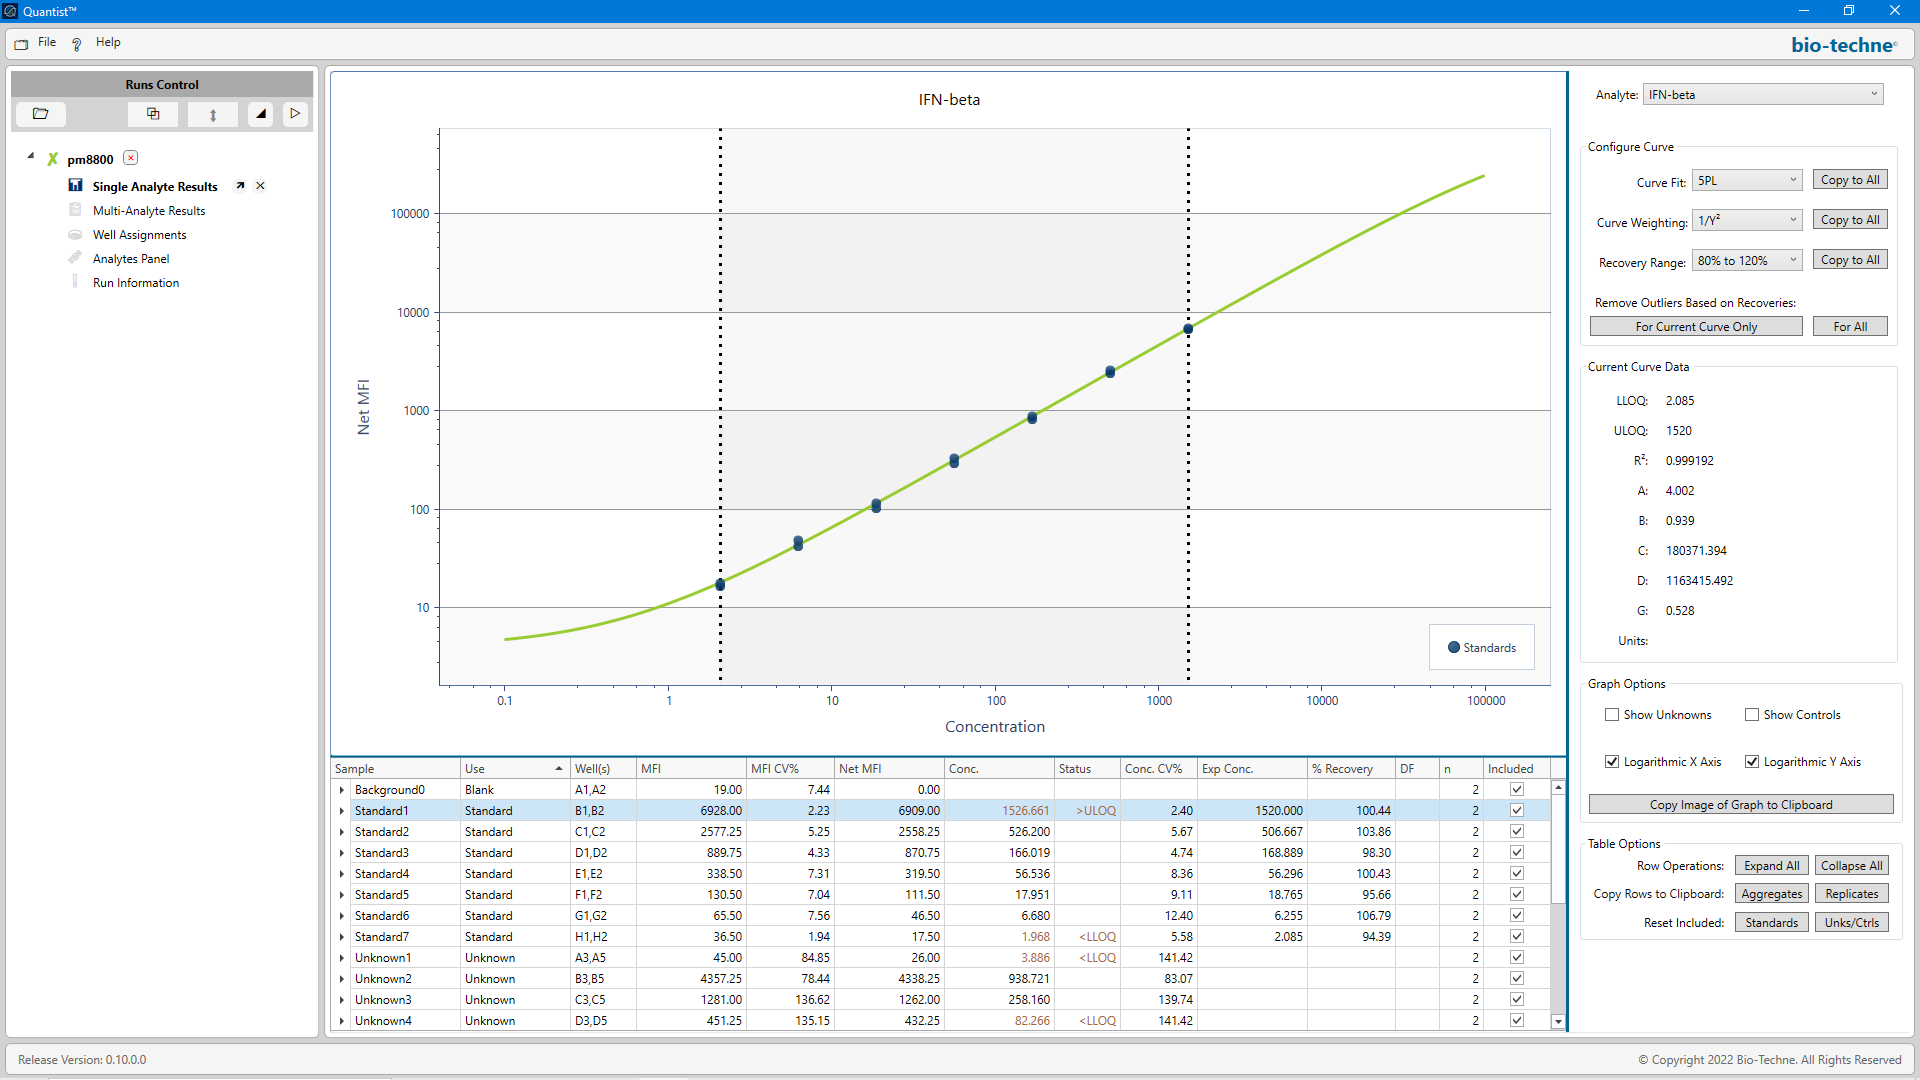 Quantist™
File ? Help
bio-techne®
Runs Control
pm8800
Single Analyte Results
Multi-Analyte Results
Well Assignments
Analytes Panel
Run Information
IFN-beta
100000
10000
1000
100
10
Net MFI
0.1 1 10 100 1000 10000 100000
Concentration
Standards
Analyte: IFN-beta
Configure Curve
Curve Fit: 5PL Copy to All
Curve Weighting: 1/Y² Copy to All
Recovery Range: 80% to 120% Copy to All
Remove Outliers Based on Recoveries:
For Current Curve Only For All
Current Curve Data
LLOQ: 2.085
ULOQ: 1520
R²: 0.999192
A: 4.002
B: 0.939
C: 180371.394
D: 1163415.492
G: 0.528
Units:
Graph Options
Show Unknowns Show Controls
Logarithmic X Axis Logarithmic Y Axis
Copy Image of Graph to Clipboard
Table Options
Row Operations: Expand All Collapse All
Copy Rows to Clipboard: Aggregates Replicates
Reset Included: Standards Unks/Ctrls
Sample Use Well(s) MFI MFI CV% Net MFI Conc. Status Conc. CV% Exp Conc. % Recovery DF n Included
Background0 Blank A1,A2 19.00 7.44 0.00 2
Standard1 Standard B1,B2 6928.00 2.23 6909.00 1526.661 >ULOQ 2.40 1520.000 100.44 2
Standard2 Standard C1,C2 2577.25 5.25 2558.25 526.200 5.67 506.667 103.86 2
Standard3 Standard D1,D2 889.75 4.33 870.75 166.019 4.74 168.889 98.30 2
Standard4 Standard E1,E2 338.50 7.31 319.50 56.536 8.36 56.296 100.43 2
Standard5 Standard F1,F2 130.50 7.04 111.50 17.951 9.11 18.765 95.66 2
Standard6 Standard G1,G2 65.50 7.56 46.50 6.680 12.40 6.255 106.79 2
Standard7 Standard H1,H2 36.50 1.94 17.50 1.968 <LLOQ 5.58 2.085 94.39 2
Unknown1 Unknown A3,A5 45.00 84.85 26.00 3.886 <LLOQ 141.42 2
Unknown2 Unknown B3,B5 4357.25 78.44 4338.25 938.721 83.07 2
Unknown3 Unknown C3,C5 1281.00 136.62 1262.00 258.160 139.74 2
Unknown4 Unknown D3,D5 451.25 135.15 432.25 82.266 <LLOQ 141.42 2
Release Version: 0.10.0.0
© Copyright 2022 Bio-Techne. All Rights Reserved